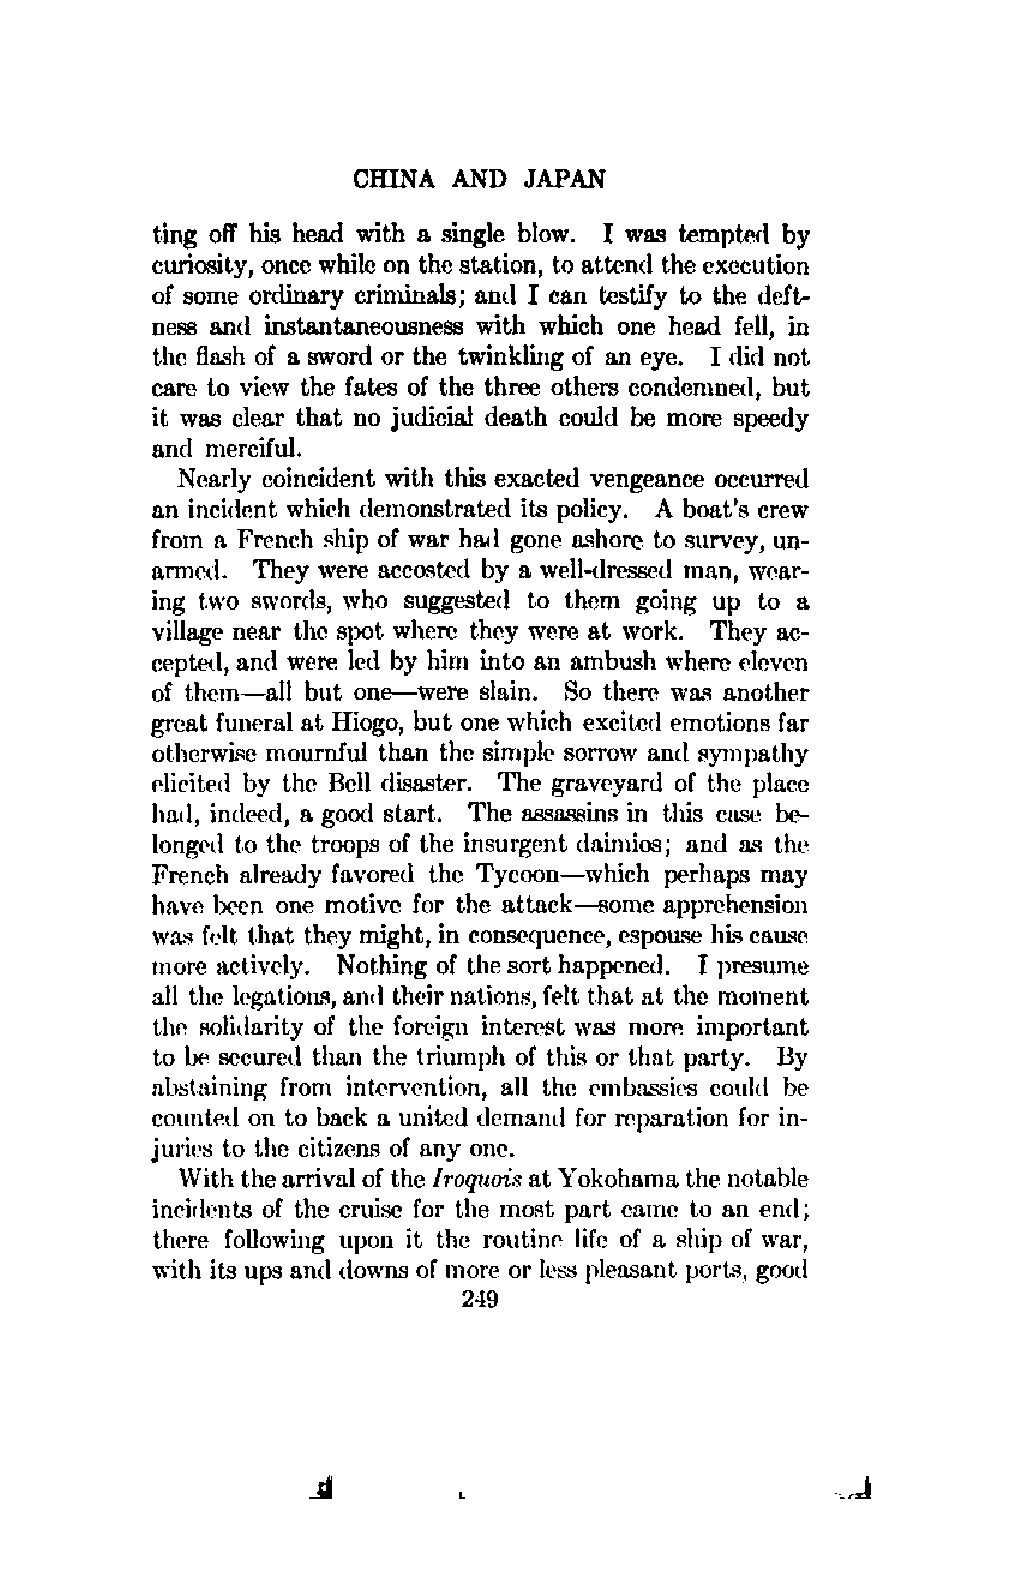 CHINA AND JAPAN
ting off his head with a single blow. I was tempted by
curiosity, once while on the station, to attend the execution
of some ordinary criminals; and I can testify to the deft-
ness and instantaneousness with which one head fell, in
the flash of a sword or the twinkling of an eye. I did not
care to view the fates of the three others condemned, but
it was clear that no judicial death could be more speedy
and merciful.
Nearly coincident with this exacted vengeance occurred
an incident which demonstrated its policy. A boat's crew
from a French ship of war had gone ashore to survey, un-
armed. They were accosted by a well-dressed man, wear-
ing two swords, who suggested to them going up to a
village near the spot where they were at work. They ac-
cepted, and were led by him into an ambush where eleven
of them—all but one—were slain. So there was another
great funeral at Hiogo, but one which excited emotions far
otherwise mournful than the simple sorrow and sympathy
elicited by the Bell disaster. The graveyard of the place
had, indeed, a good start. The assassins in this case be-
longed to the troops of the insurgent daimios; and as the
French already favored the Tycoon—which perhaps may
have been one motive for the attack—some apprehension
was felt that they might, in consequence, espouse his cause
more actively. Nothing of the sort happened. I presume
all the legations, and their nations, felt that at the moment
the solidarity of the foreign interest was more important
to be secured than the triumph of this or that party. By
abstaining from intervention, all the embassies could be
counted on to back a united demand for reparation for in-
juries to the citizens of any one.
With the arrival of the Iroquois at Yokohama the notable
incidents of the cruise for the most part came to an end;
there following upon it the routine life of a ship of war,
with its ups and downs of more or less pleasant ports, good
249